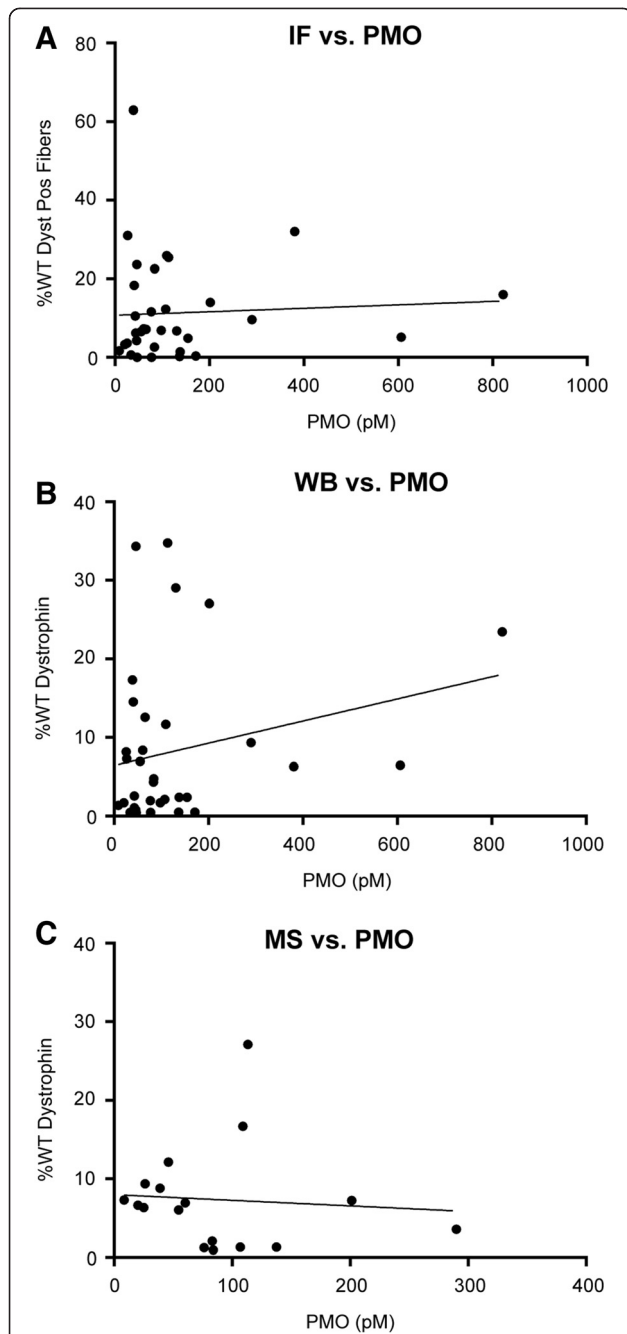 A
IF vs. PMO
%WT Dyst Pos Fibers
80
60
40
20
0
0 200 400 600 800 1000
PMO (pM)
B
WB vs. PMO
%WT Dystrophin
40
30
20
10
0
0 200 400 600 800 1000
PMO (pM)
C
MS vs. PMO
%WT Dystrophin
40
30
20
10
0
0 100 200 300 400
PMO (pM)